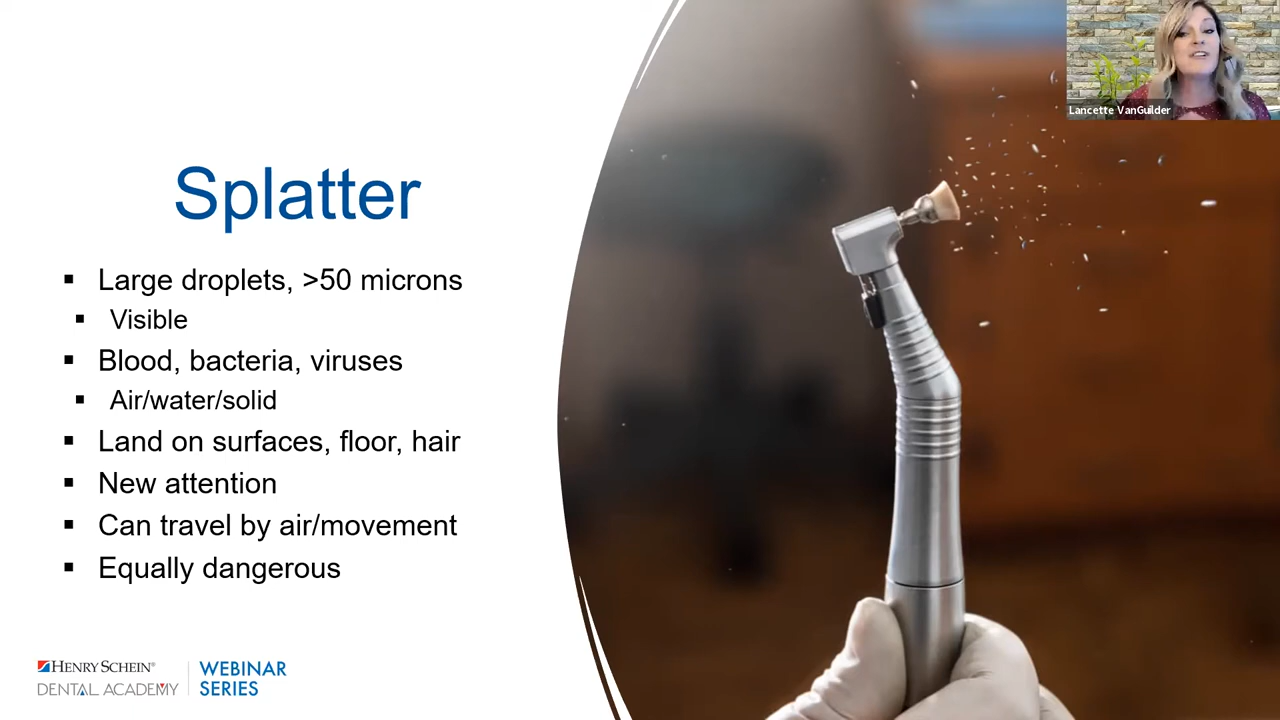 Lancette VanGuilder
Splatter
▪ Large droplets, >50 microns
▪ Visible
▪ Blood, bacteria, viruses
▪ Air/water/solid
▪ Land on surfaces, floor, hair
▪ New attention
▪ Can travel by air/movement
▪ Equally dangerous
HENRY SCHEIN®
DENTAL ACADEMY
WEBINAR
SERIES